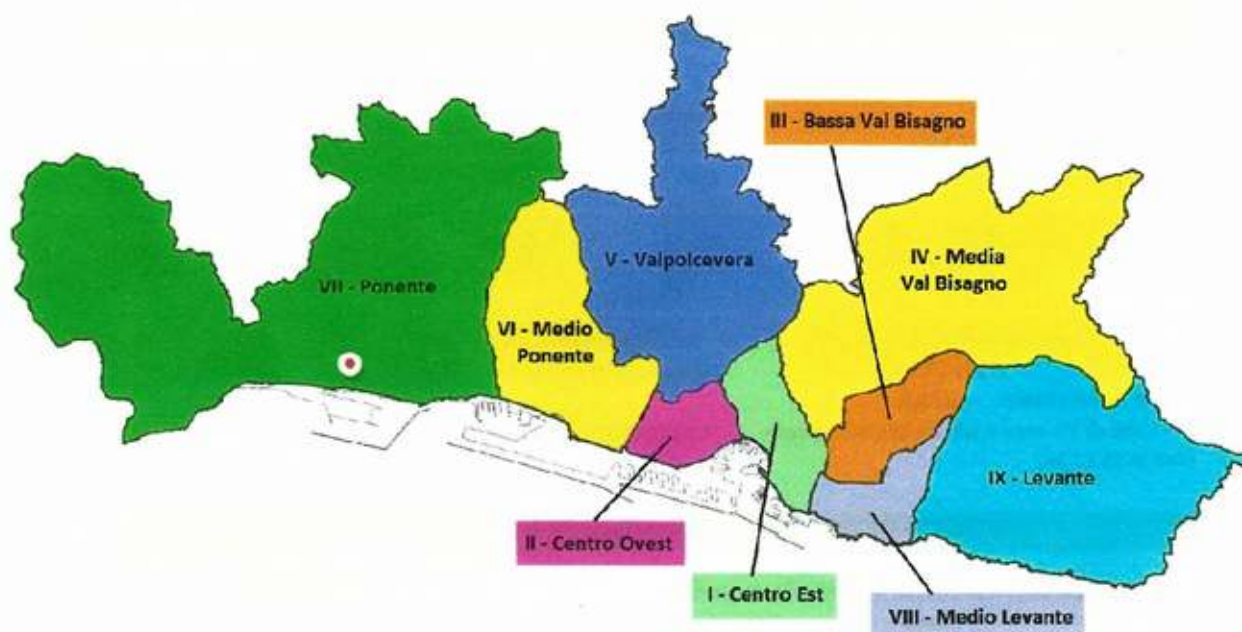 III - Bassa Val Bisagno
V - Valpolcevera
IV - Media
Val Bisagno
VII - Ponente
VI - Medio
Ponente
IX - Levante
II - Centro Ovest
I - Centro Est
VIII - Medio Levante